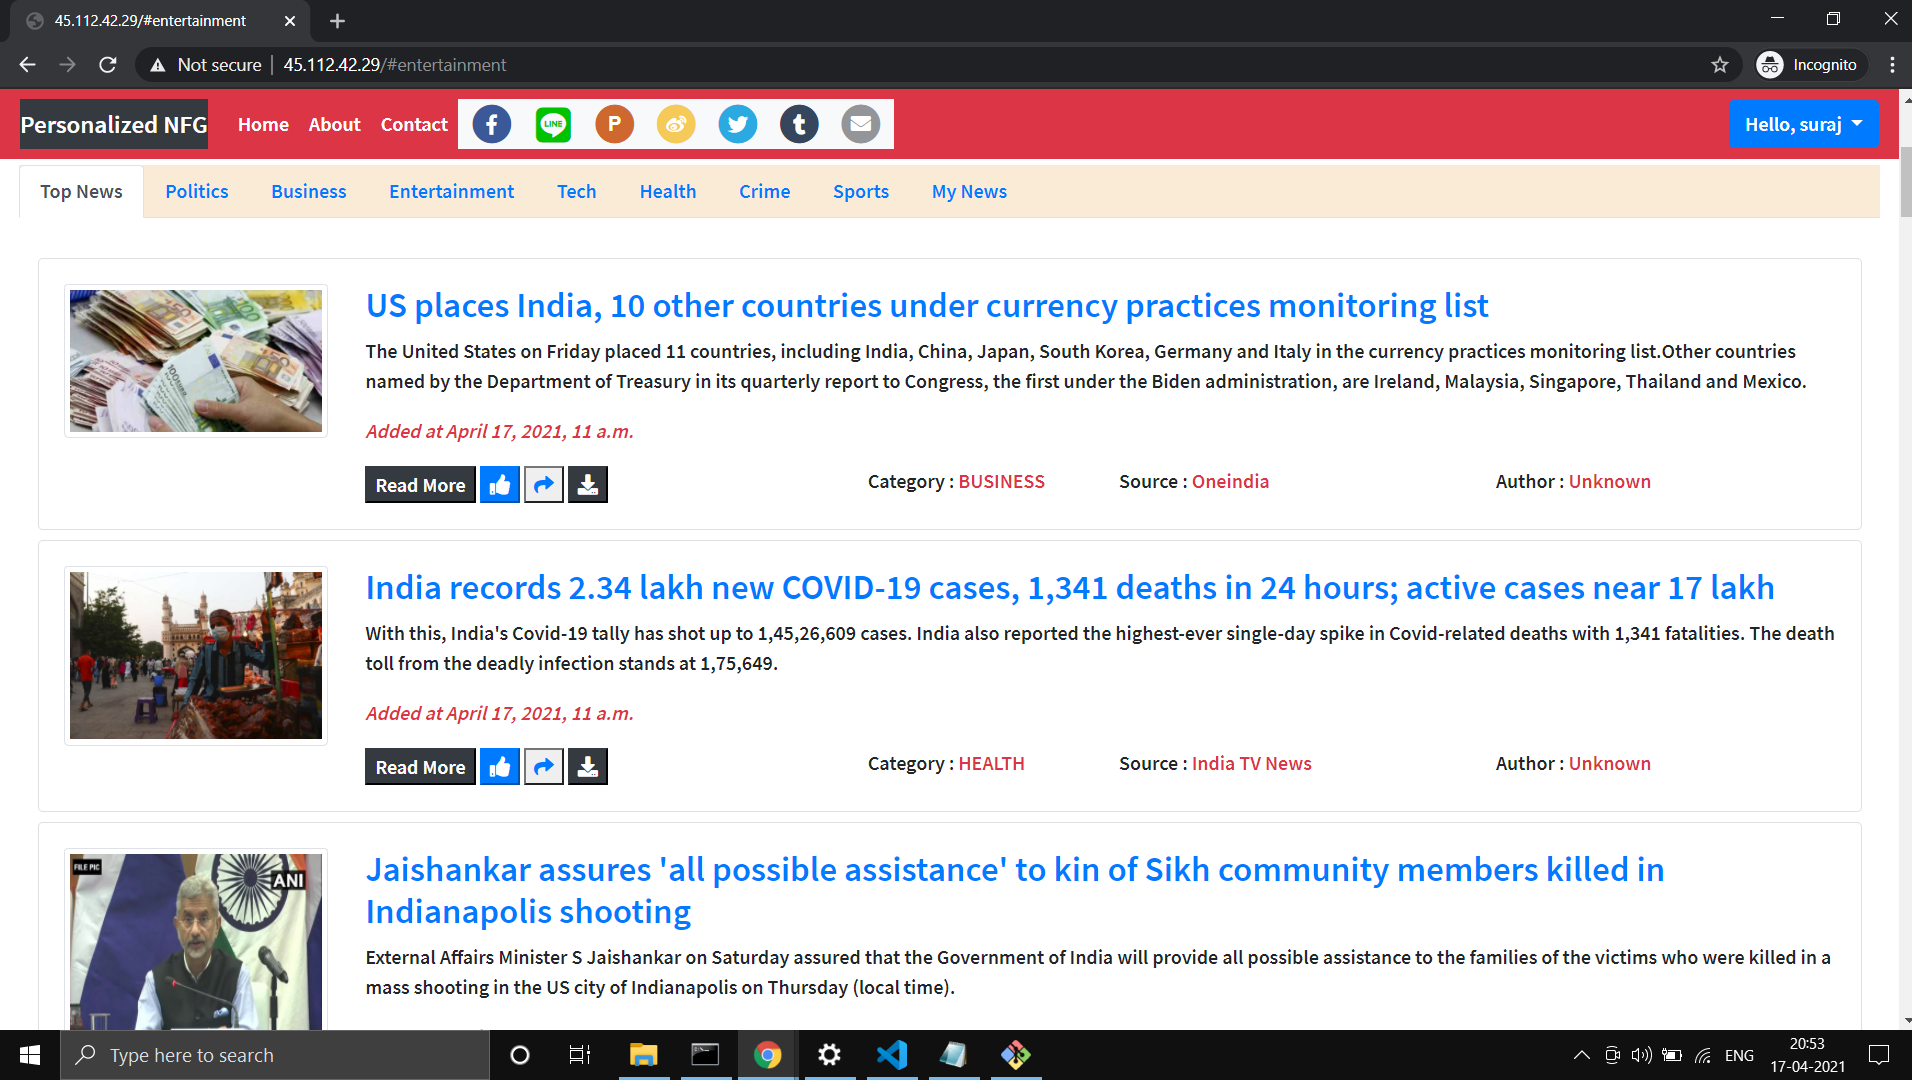 45.112.42.29/#entertainment
Not secure | 45.112.42.29/#entertainment
Incognito
Personalized NFG
Home About Contact
LINE
P
Hello, suraj
Top News Politics Business Entertainment Tech Health Crime Sports My News
US places India, 10 other countries under currency practices monitoring list
The United States on Friday placed 11 countries, including India, China, Japan, South Korea, Germany and Italy in the currency practices monitoring list.Other countries
named by the Department of Treasury in its quarterly report to Congress, the first under the Biden administration, are Ireland, Malaysia, Singapore, Thailand and Mexico.
Added at April 17, 2021, 11 a.m.
Read More Category : BUSINESS Source : Oneindia Author : Unknown
India records 2.34 lakh new COVID-19 cases, 1,341 deaths in 24 hours; active cases near 17 lakh
With this, India's Covid-19 tally has shot up to 1,45,26,609 cases. India also reported the highest-ever single-day spike in Covid-related deaths with 1,341 fatalities. The death
toll from the deadly infection stands at 1,75,649.
Added at April 17, 2021, 11 a.m.
Read More Category : HEALTH Source : India TV News Author : Unknown
FILE PIC
ANI
Jaishankar assures 'all possible assistance' to kin of Sikh community members killed in
Indianapolis shooting
External Affairs Minister S Jaishankar on Saturday assured that the Government of India will provide all possible assistance to the families of the victims who were killed in a
mass shooting in the US city of Indianapolis on Thursday (local time).
Type here to search
ENG
20:53
17-04-2021